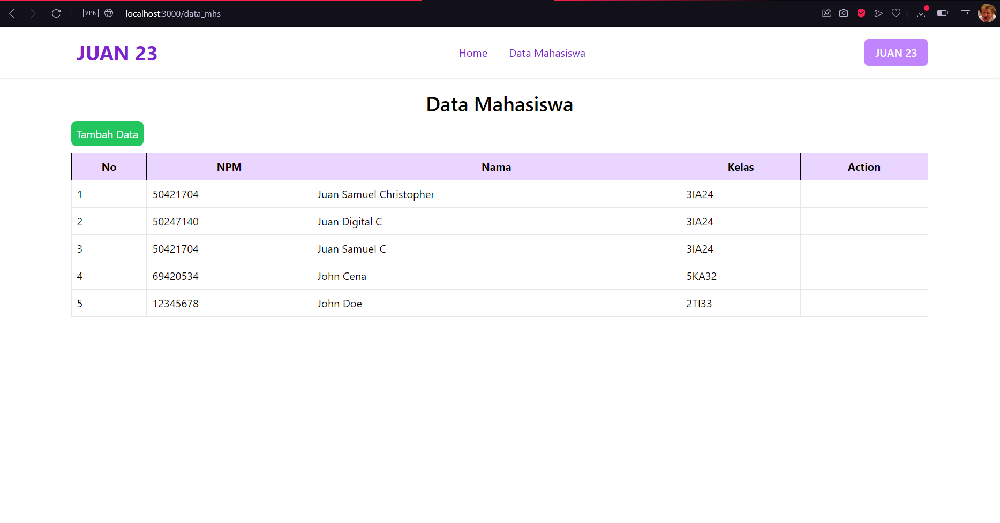 VPN localhost:3000/data_mhs
JUAN 23 Home Data Mahasiswa JUAN 23
Data Mahasiswa
Tambah Data
No NPM Nama Kelas Action
1 50421704 Juan Samuel Christopher 3IA24
2 50247140 Juan Digital C 3IA24
3 50421704 Juan Samuel C 3IA24
4 69420534 John Cena 5KA32
5 12345678 John Doe 2TI33